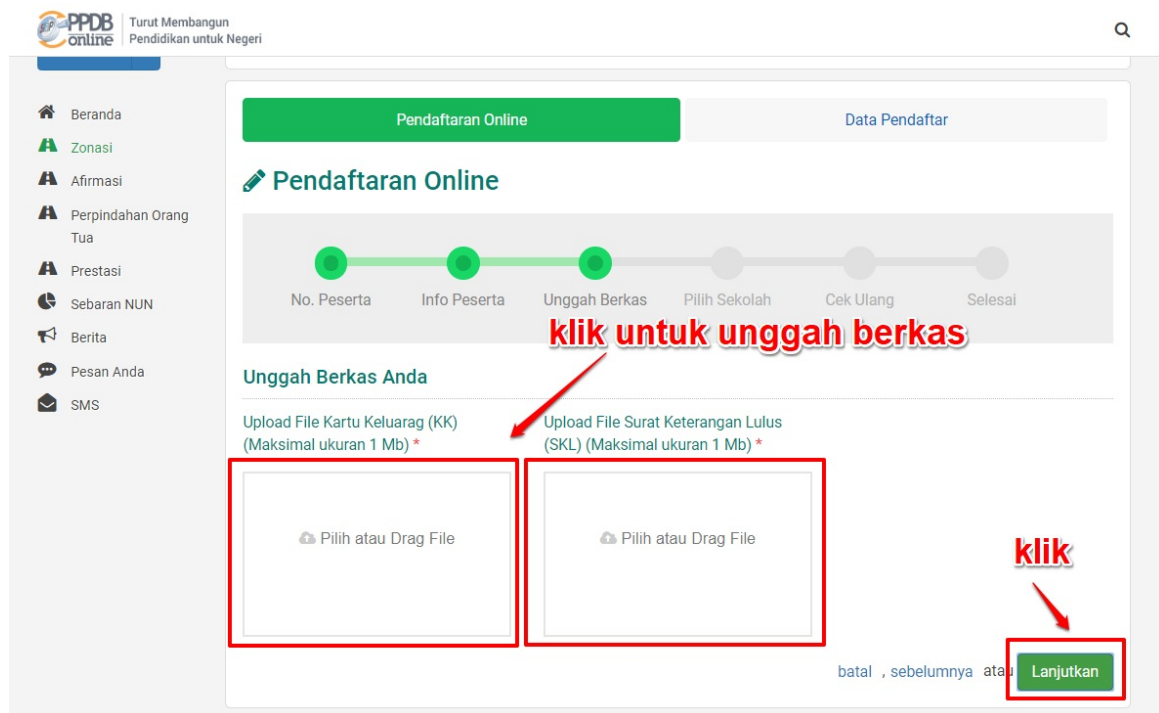 PPDB
online
Turut Membangun
Pendidikan untuk Negeri
Beranda
Zonasi
Afirmasi
Perpindahan Orang
Tua
Prestasi
Sebaran NUN
Berita
Pesan Anda
SMS
Pendaftaran Online
Data Pendaftar
Pendaftaran Online
No. Peserta
Info Peserta
Unggah Berkas
Pilih Sekolah
Cek Ulang
Selesai
klik untuk unggah berkas
Unggah Berkas Anda
Upload File Kartu Keluarag (KK)
(Maksimal ukuran 1 Mb) *
Upload File Surat Keterangan Lulus
(SKL) (Maksimal ukuran 1 Mb) *
Pilih atau Drag File
Pilih atau Drag File
klik
batal , sebelumnya atau Lanjutkan